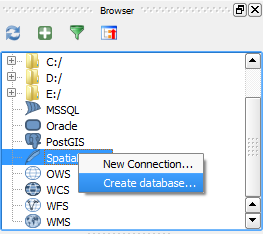 Browser
C:/
D:/
E:/
MSSQL
Oracle
PostGIS
Spatial
New Connection...
OWS
Create database...
WCS
WFS
WMS